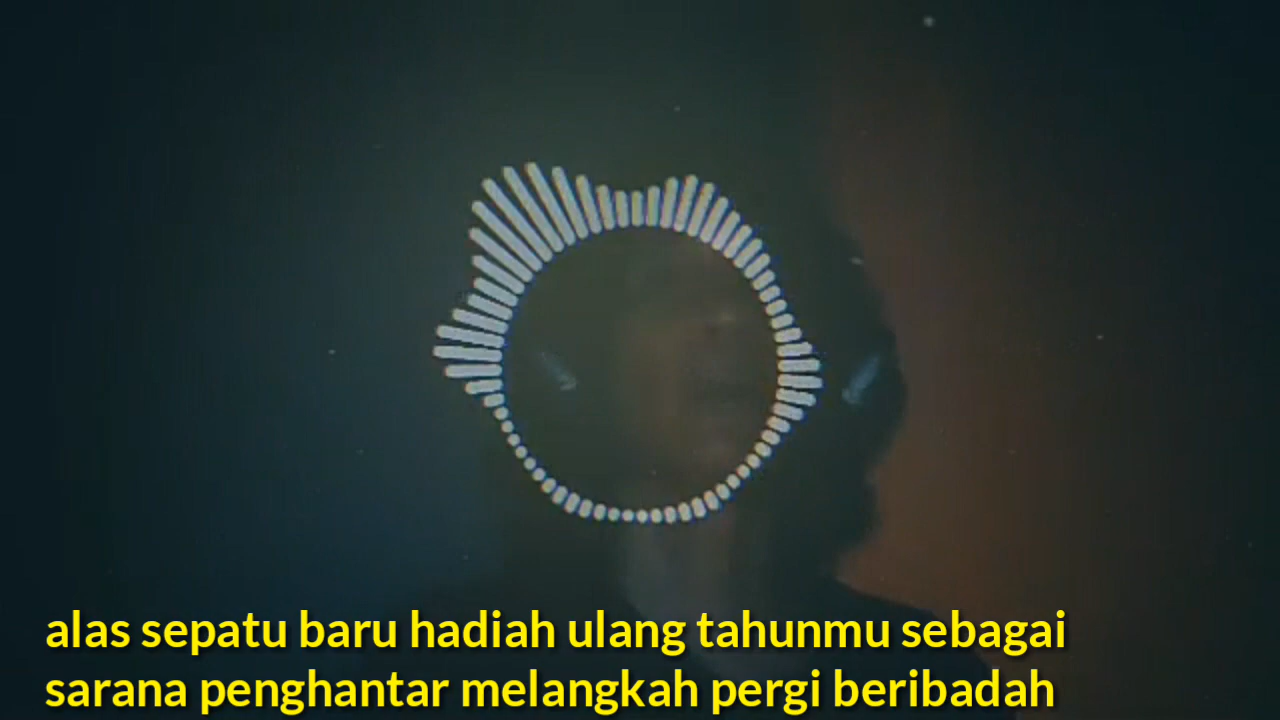 alas sepatu baru hadiah ulang tahunmu sebagai
sarana penghantar melangkah pergi beribadah